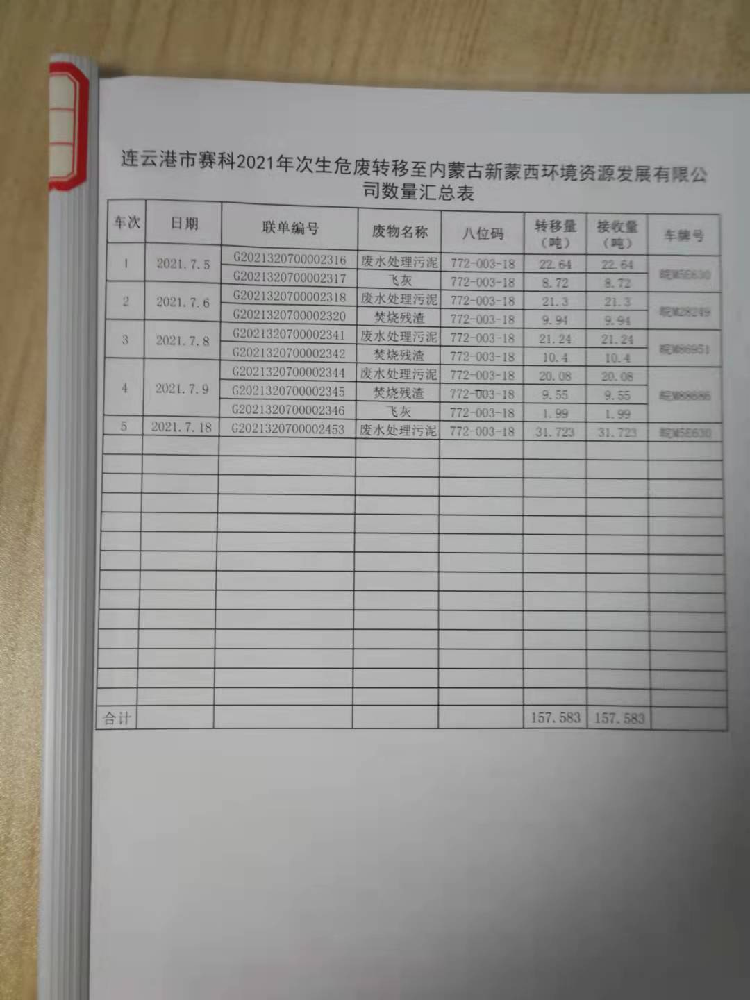 连云港市赛科2021年次生危废转移至内蒙古新蒙西环境资源发展有限公
司数量汇总表
车次 日期 联单编号 废物名称 八位码 转移量（吨） 接收量（吨） 车牌号
1 2021.7.5 G2021320700002316 废水处理污泥 772-003-18 22.64 22.64 皖M5E630
G2021320700002317 飞灰 772-003-18 8.72 8.72
2 2021.7.6 G2021320700002318 废水处理污泥 772-003-18 21.3 21.3 皖M28249
G2021320700002320 焚烧残渣 772-003-18 9.94 9.94
3 2021.7.8 G2021320700002341 废水处理污泥 772-003-18 21.24 21.24 皖M86951
G2021320700002342 焚烧残渣 772-003-18 10.4 10.4
4 2021.7.9 G2021320700002344 废水处理污泥 772-003-18 20.08 20.08 皖M88686
G2021320700002345 焚烧残渣 772-003-18 9.55 9.55
G2021320700002346 飞灰 772-003-18 1.99 1.99
5 2021.7.18 G2021320700002453 废水处理污泥 772-003-18 31.723 31.723 皖M5E630
合计 157.583 157.583